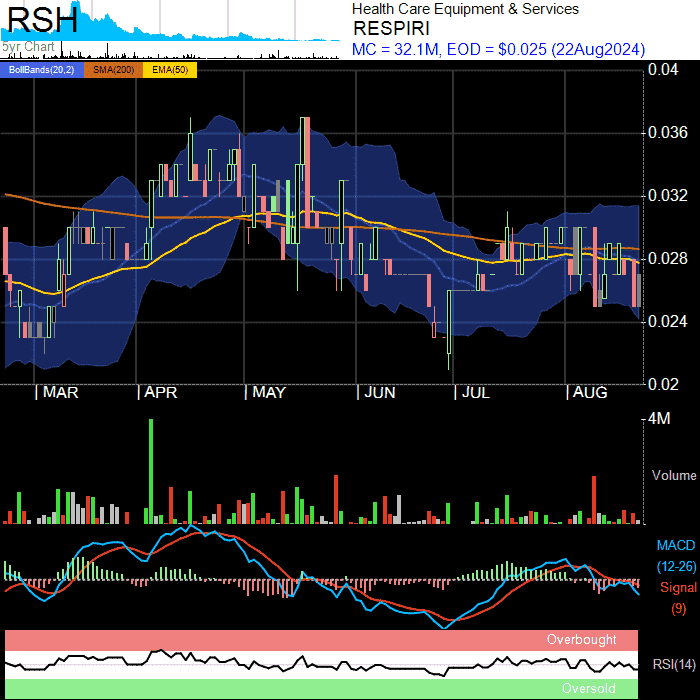 RSH
5yr Chart
Health Care Equipment & Services
RESPIRI
MC = 32.1M, EOD = $0.025 (22Aug2024)
BollBands(20,2) SMA(200) EMA(50)
0.04
0.036
0.032
0.028
0.024
0.02
MAR APR MAY JUN JUL AUG
4M
Volume
MACD
(12-26)
Signal
(9)
Overbought
RSI(14)
Oversold